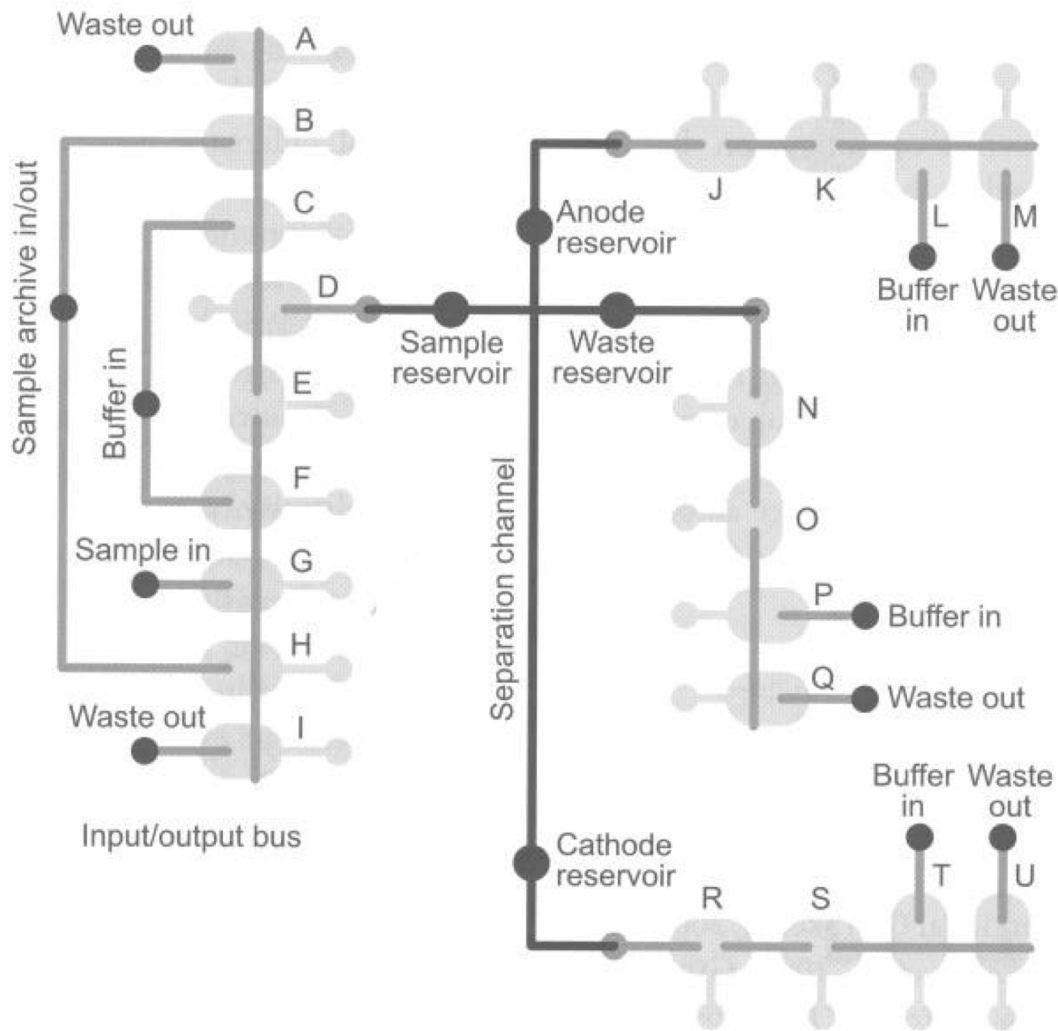 Waste out
A
B
C
D
E
F
G
H
I
Sample archive in/out
Buffer in
Sample in
Waste out
Input/output bus
Sample
reservoir
Anode
reservoir
Waste
reservoir
Separation channel
Cathode
reservoir
J
K
L
M
Buffer
in
Waste
out
N
O
P
Buffer in
Q
Waste out
Buffer
in
Waste
out
R
S
T
U